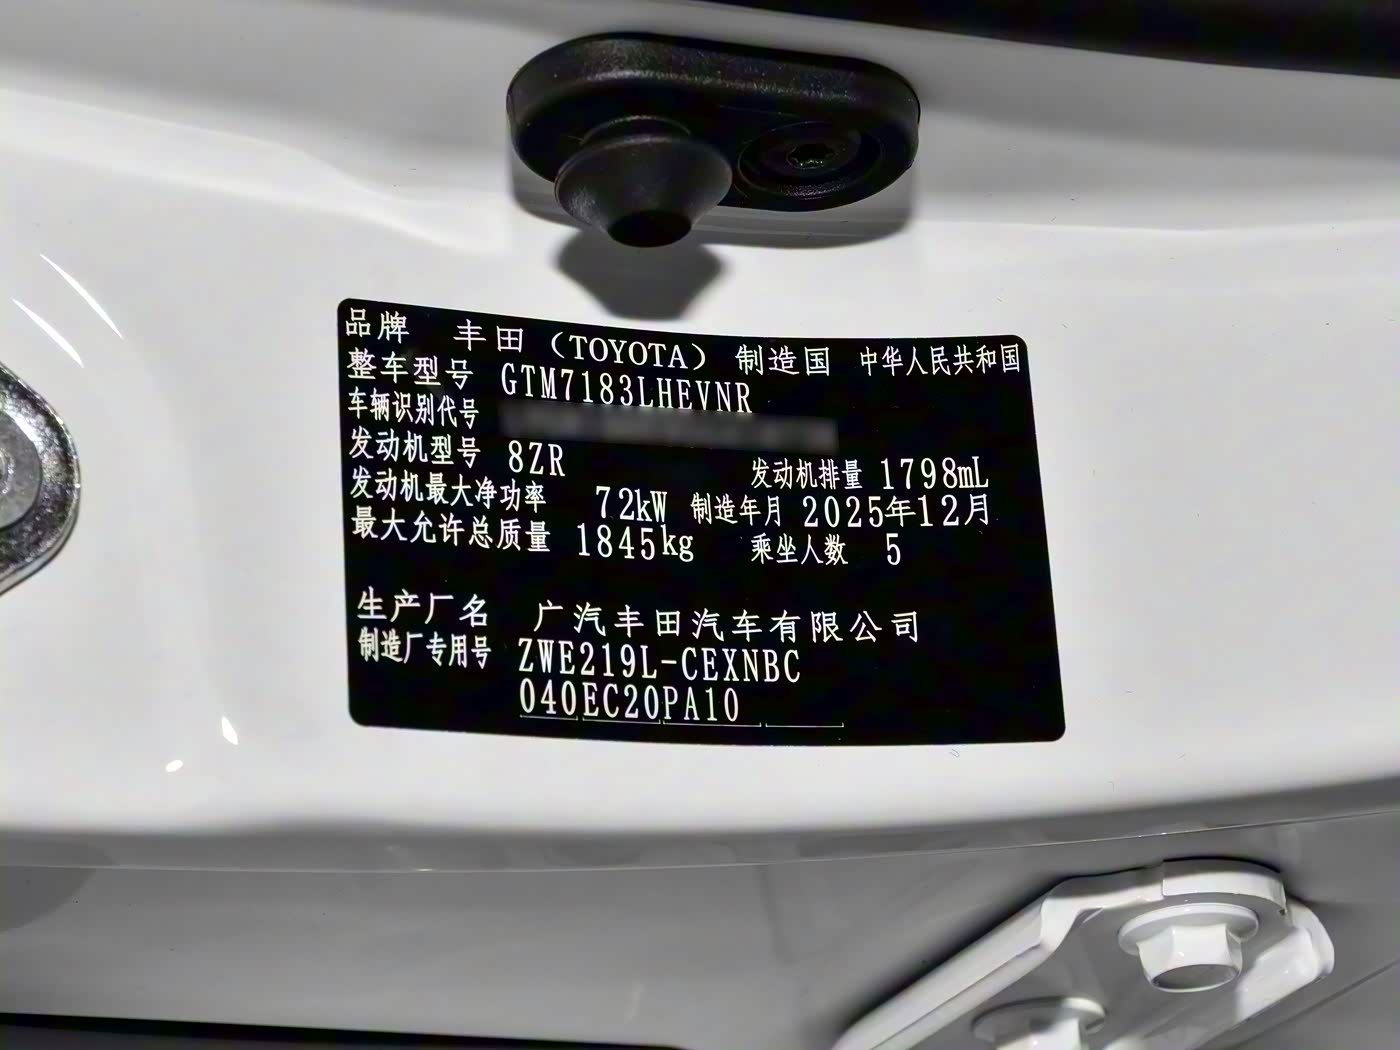 品牌 丰田（TOYOTA） 制造国 中华人民共和国
整车型号 GTM7183LHEVNR
车辆识别代号
发动机型号 8ZR 发动机排量 1798mL
发动机最大净功率 72kW 制造年月 2025年12月
最大允许总质量 1845kg 乘坐人数 5
生产厂名 广汽丰田汽车有限公司
制造厂专用号 ZWE219L-CEXNBC
040EC20PA10